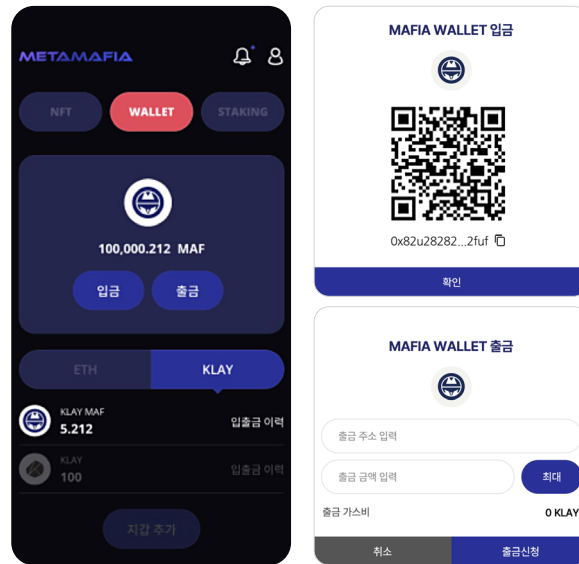 METAMAFIA
NFT WALLET STAKING
100,000.212 MAF
입금 출금
ETH KLAY
KLAY MAF
5.212
입출금 이력
KLAY
100
입출금 이력
지갑 추가
MAFIA WALLET 입금
0x82u28282...2fuf
확인
MAFIA WALLET 출금
출금 주소 입력
출금 금액 입력 최대
출금 가스비 0 KLAY
취소 출금신청